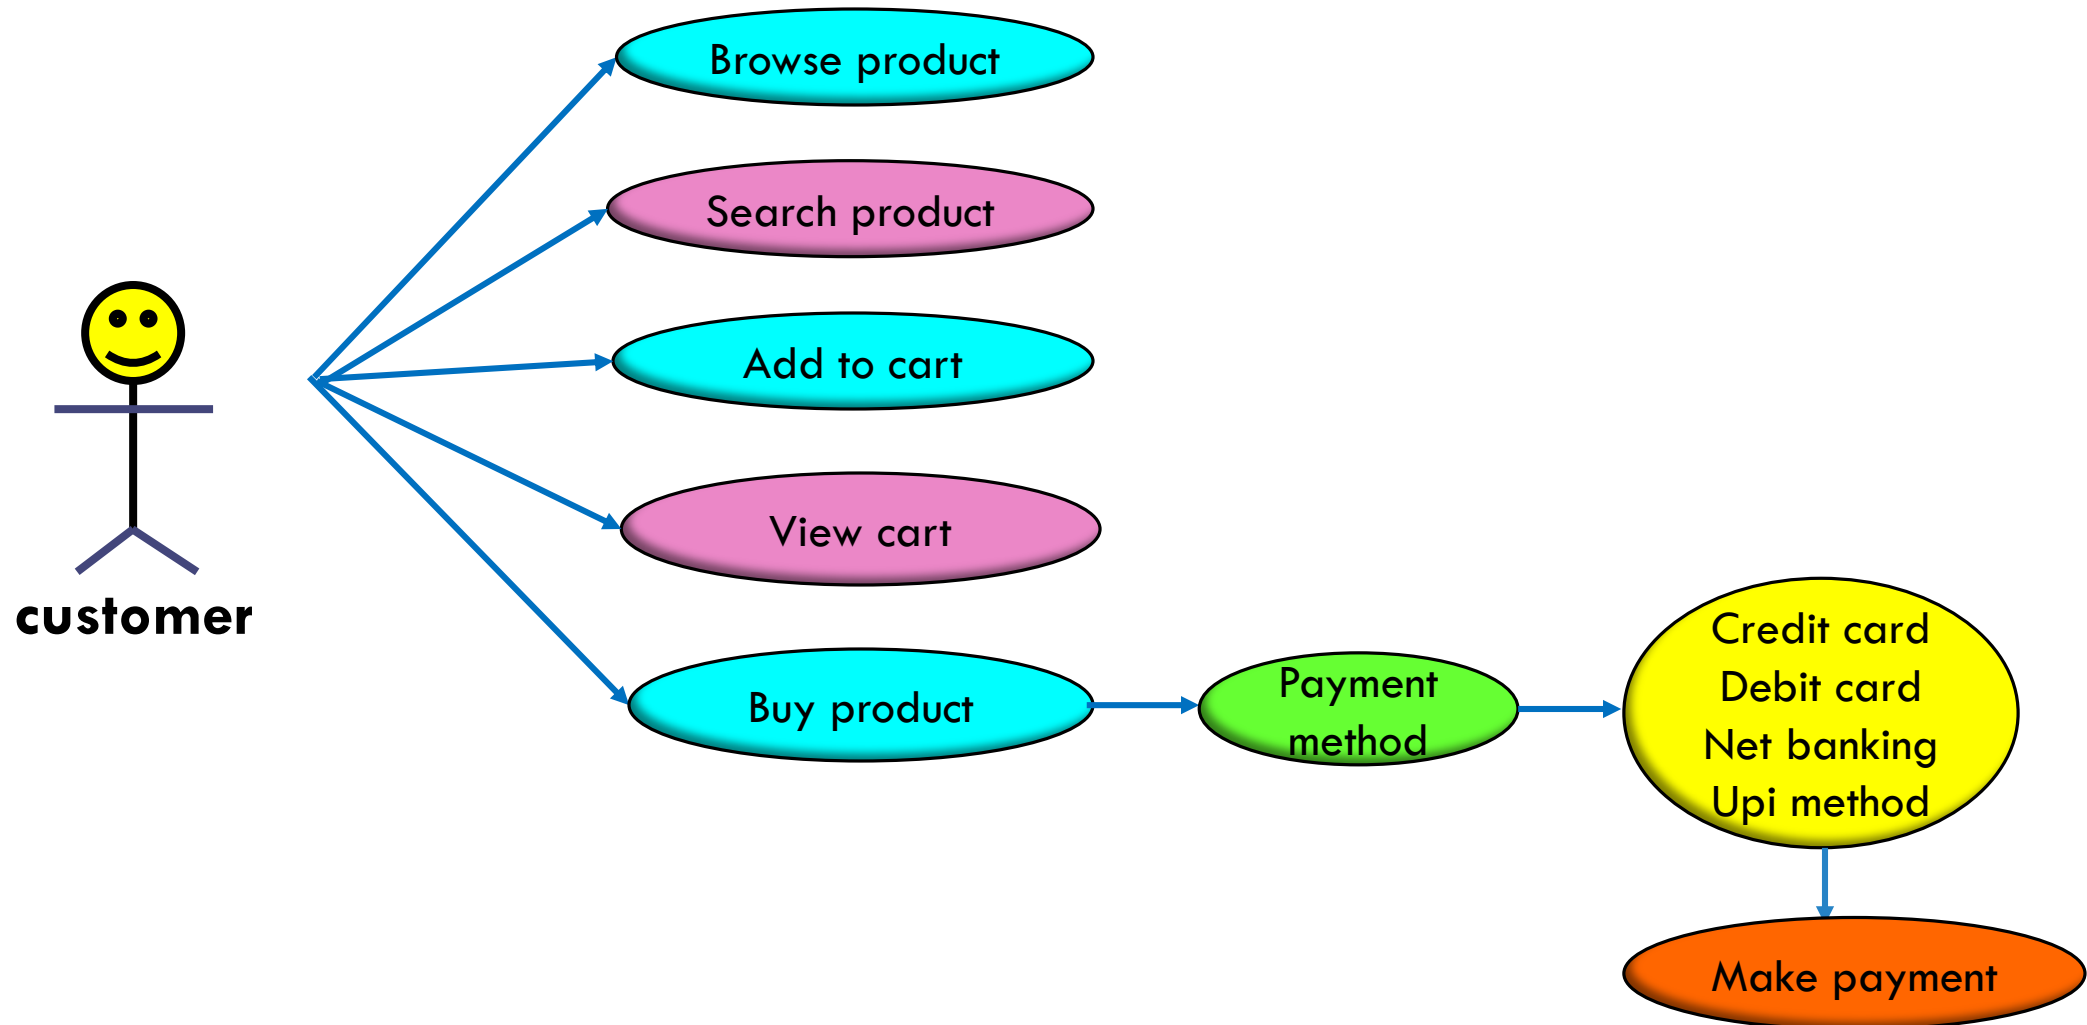 Browse product
Search product
Add to cart
View cart
customer
Buy product
Payment
method
Credit card
Debit card
Net banking
Upi method
Make payment